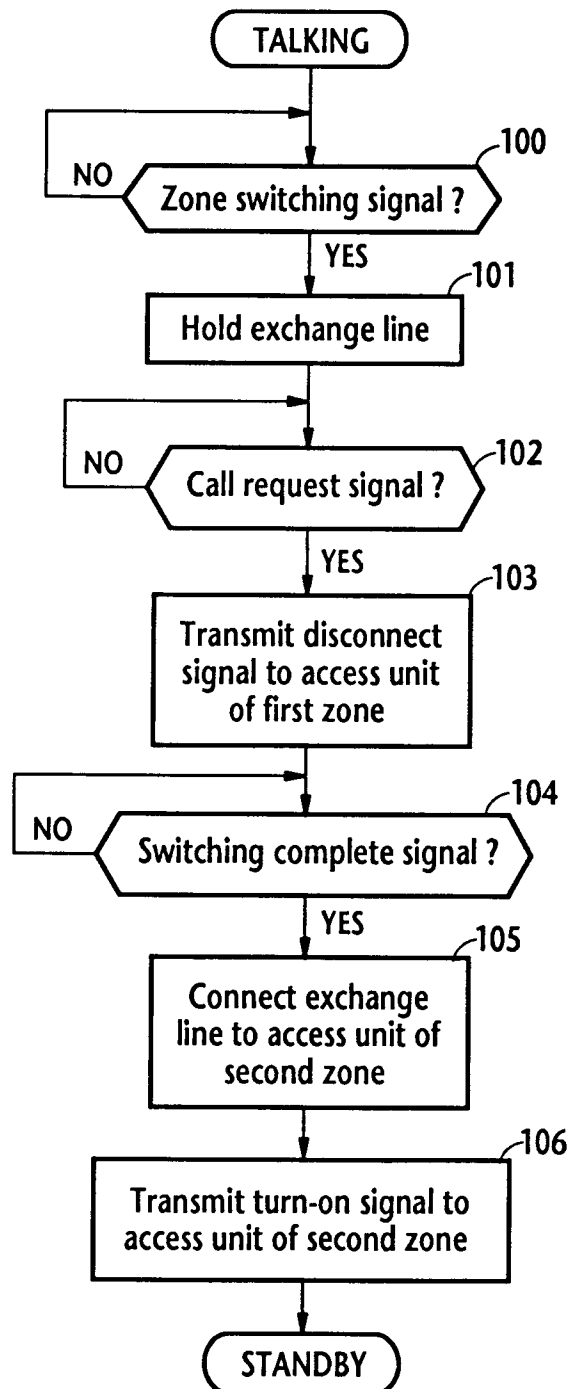 TALKING
100
NO
Zone switching signal ?
YES
101
Hold exchange line
NO
102
Call request signal ?
YES
103
Transmit disconnect
signal to access unit
of first zone
104
NO
Switching complete signal ?
YES
105
Connect exchange
line to access unit of
second zone
106
Transmit turn-on signal to
access unit of second zone
STANDBY